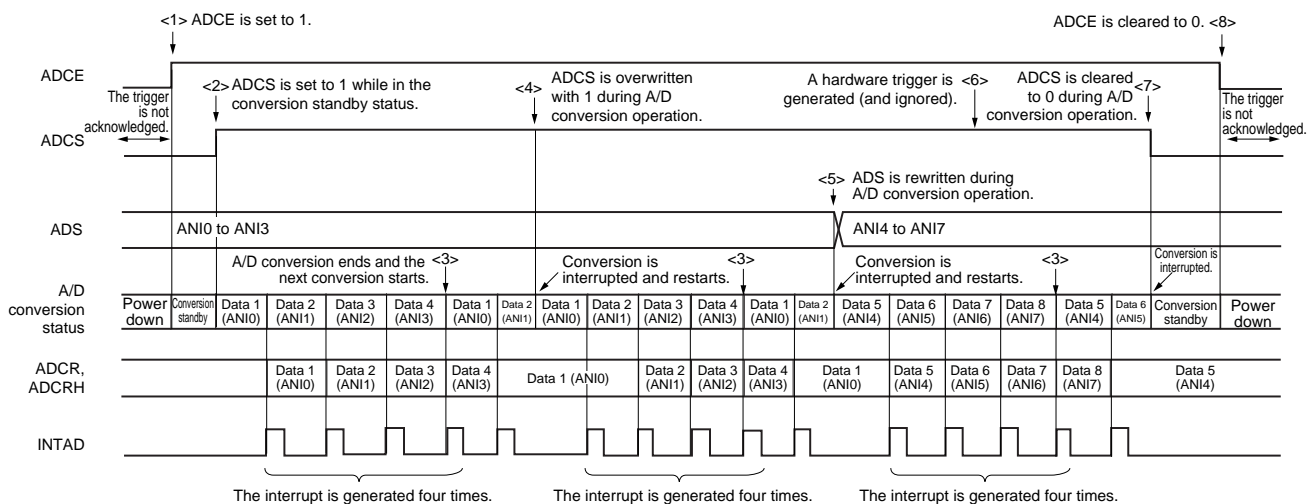 <1> ADCE is set to 1.
ADCE is cleared to 0. <8>
ADCE
The trigger
is not
acknowledged.
<2> ADCS is set to 1 while in the
conversion standby status.
<4> ADCS is overwritten
with 1 during A/D
conversion operation.
A hardware trigger is <6>
generated (and ignored).
ADCS is cleared
to 0 during A/D <7>
conversion operation.
The trigger
is not
acknowledged.
ADCS
<5> ADS is rewritten during
A/D conversion operation.
ADS
ANI0 to ANI3
ANI4 to ANI7
A/D conversion ends and the
next conversion starts.
<3>
Conversion is
interrupted and restarts.
<3>
Conversion is
interrupted and restarts.
<3>
Conversion is
interrupted.
A/D
conversion
status
Power
down
Conversion
standby
Data 1
(ANI0)
Data 2
(ANI1)
Data 3
(ANI2)
Data 4
(ANI3)
Data 1
(ANI0)
Data 2
(ANI1)
Data 1
(ANI0)
Data 2
(ANI1)
Data 3
(ANI2)
Data 4
(ANI3)
Data 1
(ANI0)
Data 2
(ANI1)
Data 5
(ANI4)
Data 6
(ANI5)
Data 7
(ANI6)
Data 8
(ANI7)
Data 5
(ANI4)
Data 6
(ANI5)
Conversion
standby
Power
down
ADCR,
ADCRH
Data 1
(ANI0)
Data 2
(ANI1)
Data 3
(ANI2)
Data 4
(ANI3)
Data 1 (ANI0)
Data 2
(ANI1)
Data 3
(ANI2)
Data 4
(ANI3)
Data 1
(ANI0)
Data 5
(ANI4)
Data 6
(ANI5)
Data 7
(ANI6)
Data 8
(ANI7)
Data 5
(ANI4)
INTAD
The interrupt is generated four times.
The interrupt is generated four times.
The interrupt is generated four times.